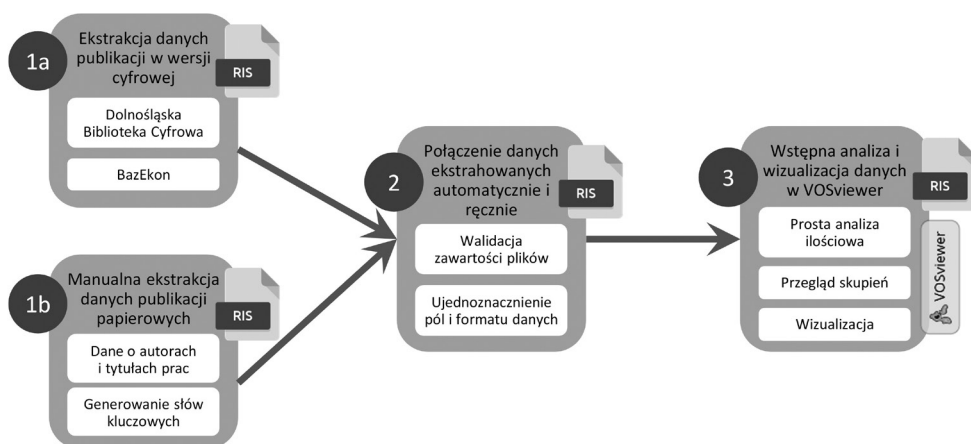 1a
Ekstrakcja danych
publikacji w wersji
cyfrowej
RIS
Dolnośląska
Biblioteka Cyfrowa
BazEkon
1b
Manualna ekstrakcja
danych publikacji
papierowych
RIS
Dane o autorach
i tytułach prac
Generowanie słów
kluczowych
2
Połączenie danych
ekstrahowanych
automatycznie i
ręcznie
RIS
Walidacja
zawartości plików
Ujednoznacznienie
pól i formatu danych
3
Wstępna analiza i
wizualizacja danych
w VOSviewer
RIS
Prosta analiza
ilościowa
Przegląd skupień
Wizualizacja
VOSviewer